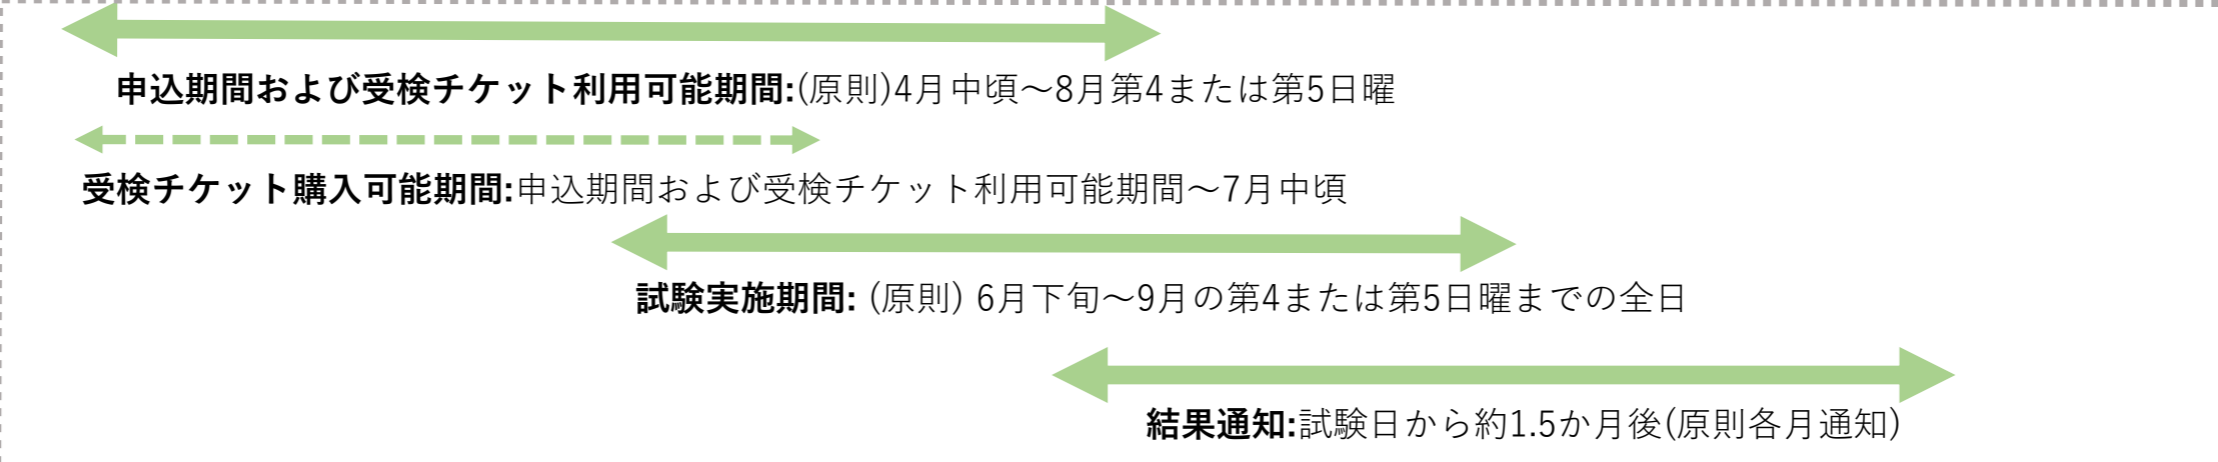 申込期間および受検チケット利用可能期間:(原則)4月中頃～8月第4または第5日曜
受検チケット購入可能期間:申込期間および受検チケット利用可能期間～7月中頃
試験実施期間: (原則) 6月下旬～9月の第4または第5日曜までの全日
結果通知:試験日から約1.5か月後(原則各月通知)